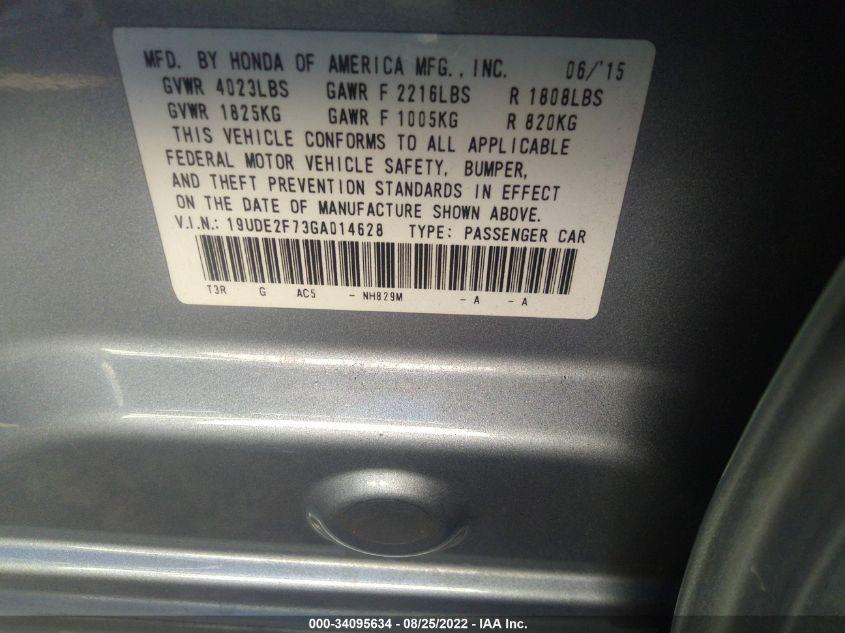 MFD. BY HONDA OF AMERICA MFG., INC. 06/'15
GVWR 4023LBS GAWR F 2216LBS R 1808LBS
GVWR 1825KG GAWR F 1005KG R 820KG
THIS VEHICLE CONFORMS TO ALL APPLICABLE
FEDERAL MOTOR VEHICLE SAFETY, BUMPER,
AND THEFT PREVENTION STANDARDS IN EFFECT
ON THE DATE OF MANUFACTURE SHOWN ABOVE.
V.I.N.: 19UDE2F73GA014628 TYPE: PASSENGER CAR
T3R G AC5 - NH829M - A - A
000-34095634 / 08/25/2022 - IAA Inc.